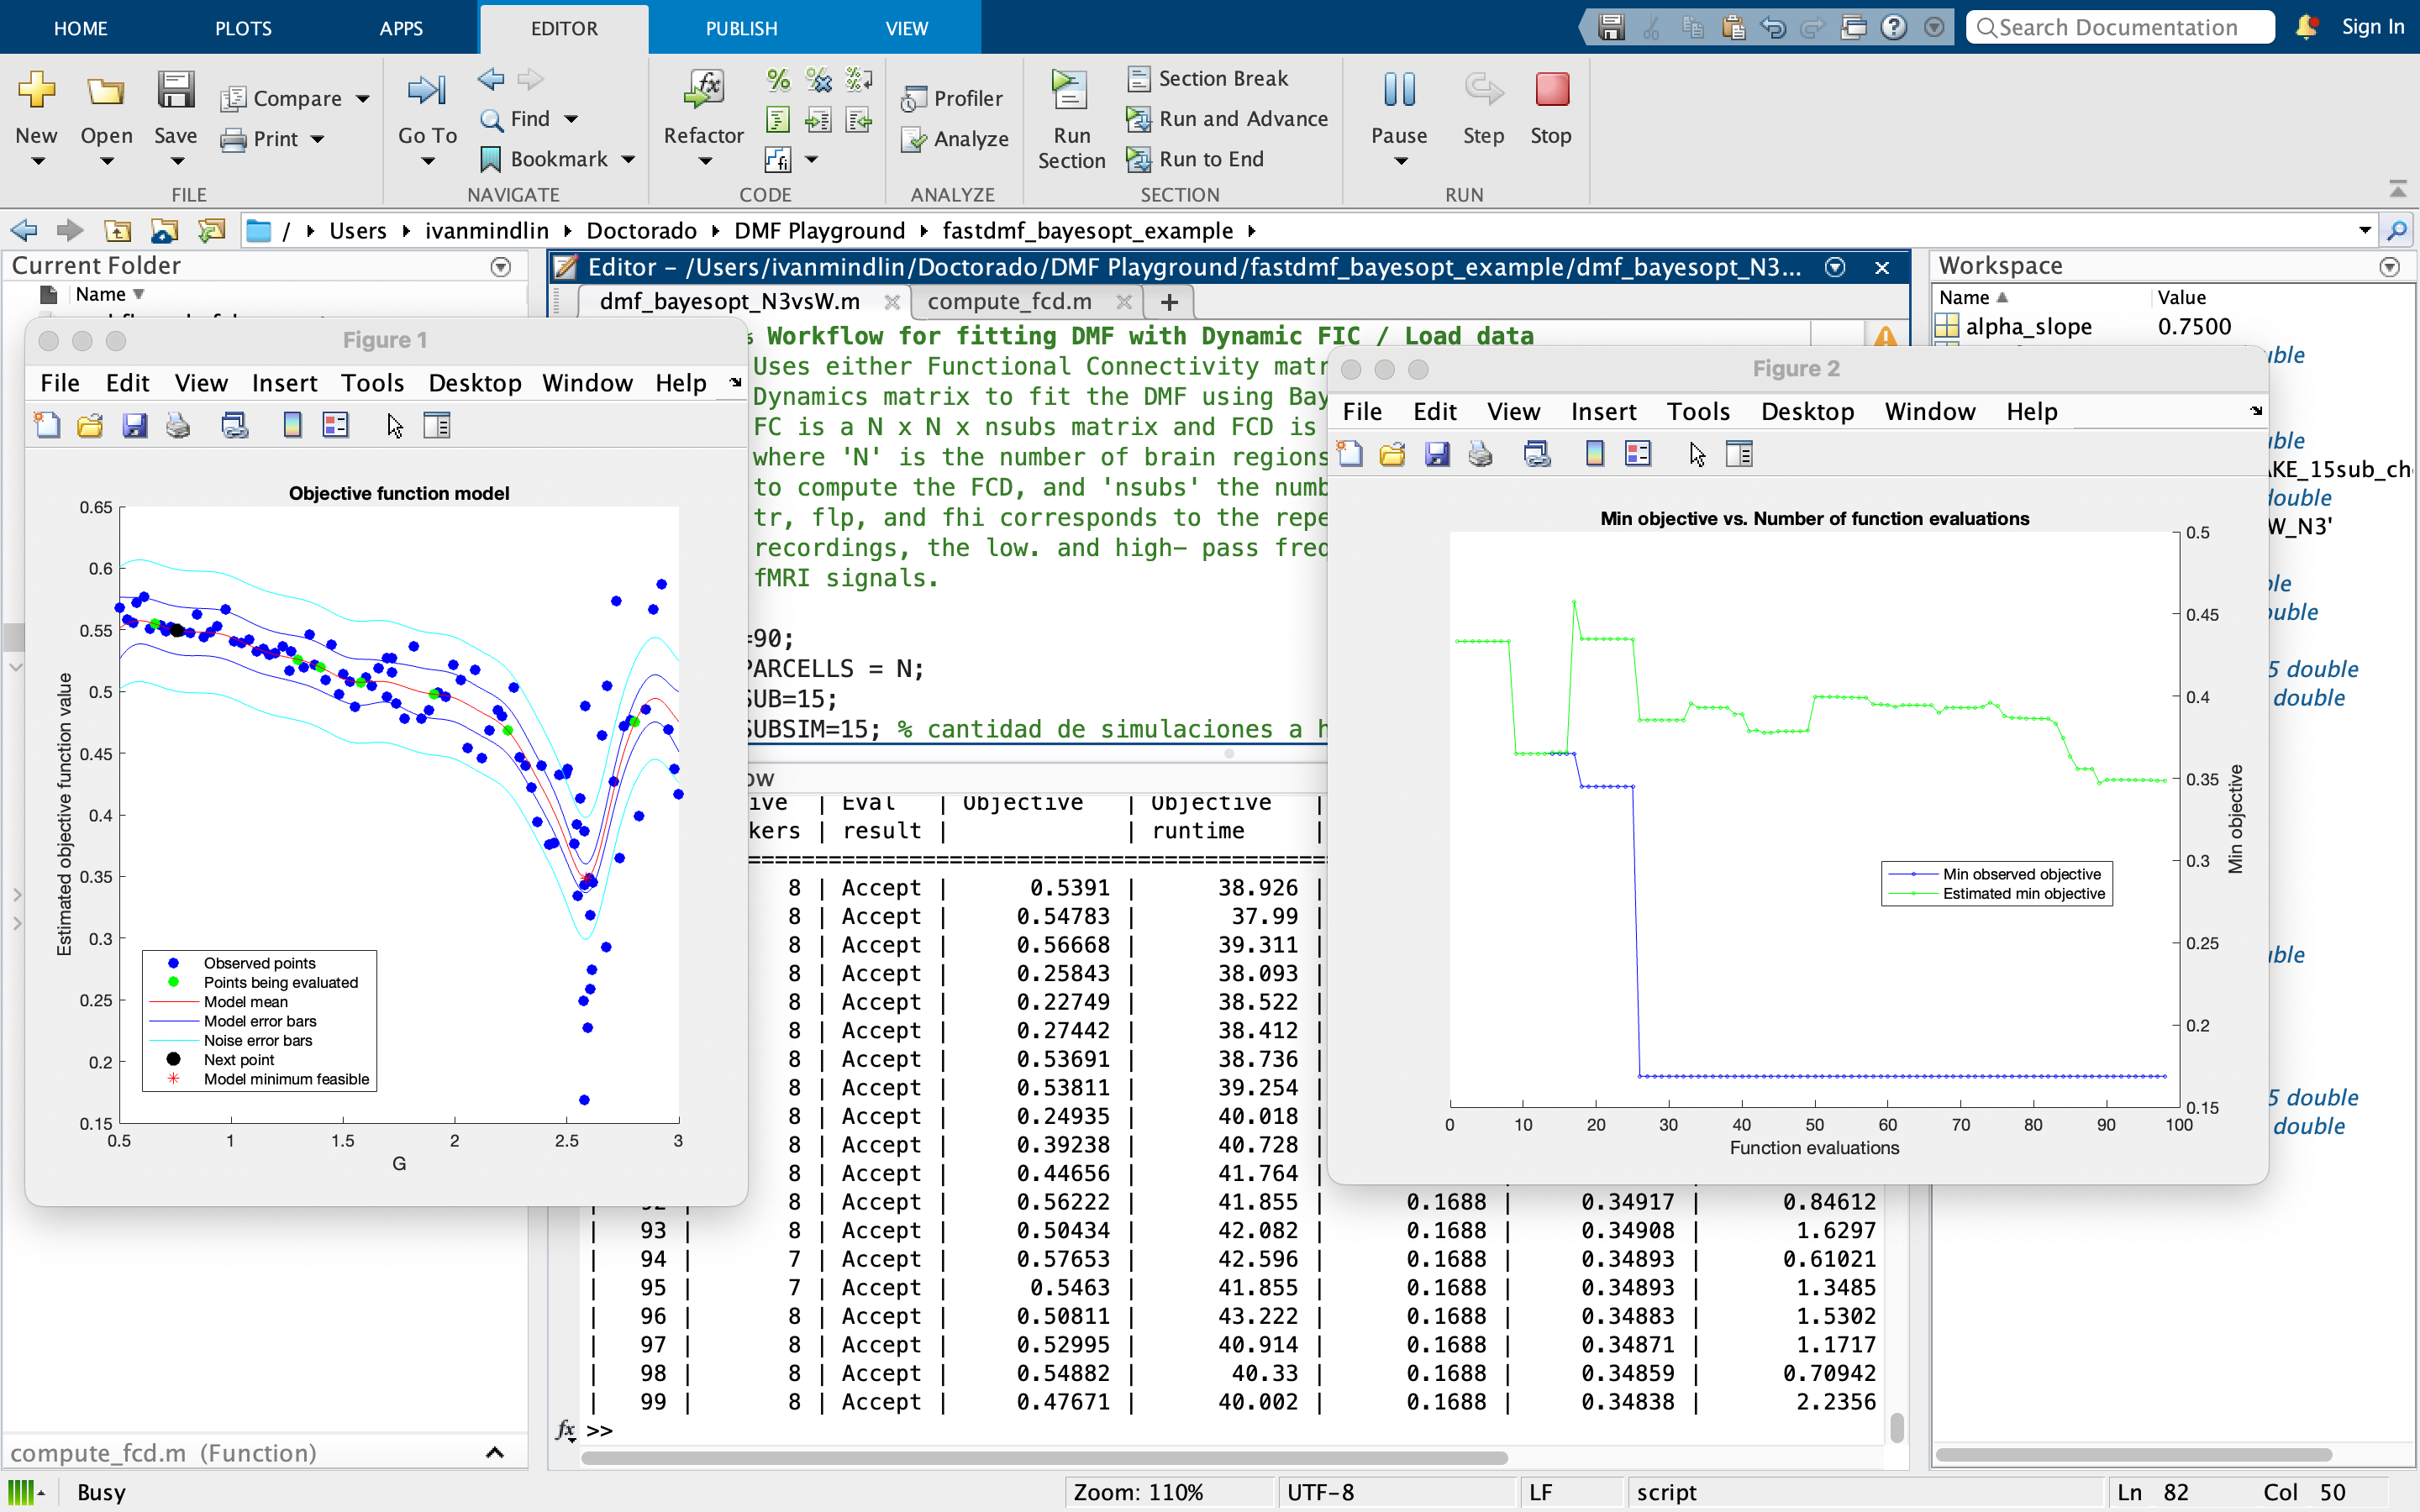 HOME PLOTS APPS EDITOR PUBLISH VIEW Search Documentation Sign In
New Open Save Compare Print Go To Find Bookmark Refactor Profiler Analyze Run Section Section Break Run and Advance Run to End Pause Step Stop
FILE NAVIGATE CODE ANALYZE SECTION RUN
/ Users ivanmindlin Doctorado DMF Playground fastdmf_bayesopt_example
Current Folder
Name
Editor – /Users/ivanmindlin/Doctorado/DMF Playground/fastdmf_bayesopt_example/dmf_bayesopt_N3...
dmf_bayesopt_N3vsW.m compute_fcd.m +
Workflow for fitting DMF with Dynamic FIC / Load data
Uses either Functional Connectivity matr
Dynamics matrix to fit the DMF using Bay
FC is a N x N x nsubs matrix and FCD is
where 'N' is the number of brain regions
to compute the FCD, and 'nsubs' the numb
tr, flp, and fhi corresponds to the repe
recordings, the low. and high– pass freq
fMRI signals.
=90;
PARCELLS = N;
SUB=15;
SUBSIM=15; % cantidad de simulaciones a h
Workspace
Name Value
alpha_slope 0.7500
uble
uble
AKE_15sub_ch
double
W_N3'
ble
ouble
5 double
double
uble
5 double
double
Figure 1
File Edit View Insert Tools Desktop Window Help
Objective function model
0.65
0.6
0.55
0.5
0.45
0.4
0.35
0.3
0.25
0.2
0.15
Estimated objective function value
Observed points
Points being evaluated
Model mean
Model error bars
Noise error bars
Next point
Model minimum feasible
0.5 1 1.5 2 2.5 3
G
Figure 2
File Edit View Insert Tools Desktop Window Help
Min objective vs. Number of function evaluations
0.5
0.45
0.4
0.35
0.3
0.25
0.2
0.15
Min objective
Min observed objective
Estimated min objective
0 10 20 30 40 50 60 70 80 90 100
Function evaluations
ow
ive | Eval | Objective | Objective |
kers | result | | runtime |
8 | Accept | 0.5391 | 38.926
8 | Accept | 0.54783 | 37.99
8 | Accept | 0.56668 | 39.311
8 | Accept | 0.25843 | 38.093
8 | Accept | 0.22749 | 38.522
8 | Accept | 0.27442 | 38.412
8 | Accept | 0.53691 | 38.736
8 | Accept | 0.53811 | 39.254
8 | Accept | 0.24935 | 40.018
8 | Accept | 0.39238 | 40.728
8 | Accept | 0.44656 | 41.764
| 92 | 8 | Accept | 0.56222 | 41.855 | 0.1688 | 0.34917 | 0.84612
| 93 | 8 | Accept | 0.50434 | 42.082 | 0.1688 | 0.34908 | 1.6297
| 94 | 7 | Accept | 0.57653 | 42.596 | 0.1688 | 0.34893 | 0.61021
| 95 | 7 | Accept | 0.5463 | 41.855 | 0.1688 | 0.34893 | 1.3485
| 96 | 8 | Accept | 0.50811 | 43.222 | 0.1688 | 0.34883 | 1.5302
| 97 | 8 | Accept | 0.52995 | 40.914 | 0.1688 | 0.34871 | 1.1717
| 98 | 8 | Accept | 0.54882 | 40.33 | 0.1688 | 0.34859 | 0.70942
| 99 | 8 | Accept | 0.47671 | 40.002 | 0.1688 | 0.34838 | 2.2356
fx >>
compute_fcd.m (Function)
Busy Zoom: 110% UTF-8 LF script Ln 82 Col 50